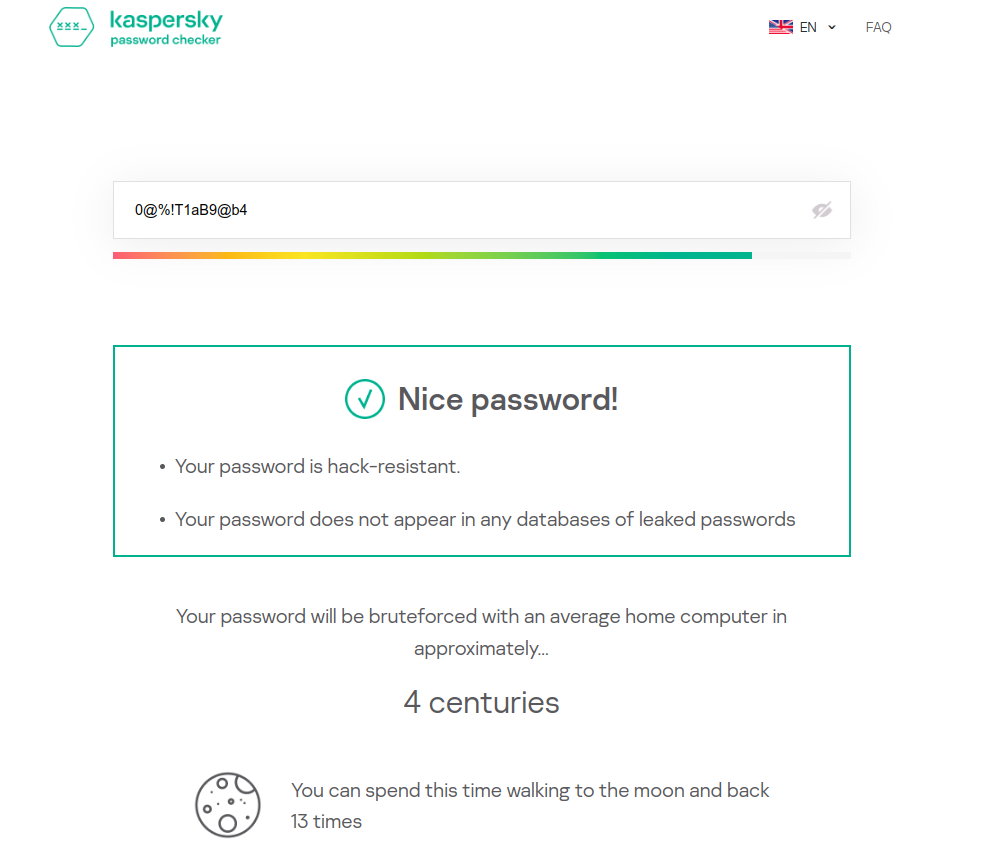 xxx_
kaspersky
password checker
EN
FAQ
0@%!T1aB9@b4
Nice password!
• Your password is hack-resistant.
• Your password does not appear in any databases of leaked passwords
Your password will be bruteforced with an average home computer in
approximately...
4 centuries
You can spend this time walking to the moon and back
13 times